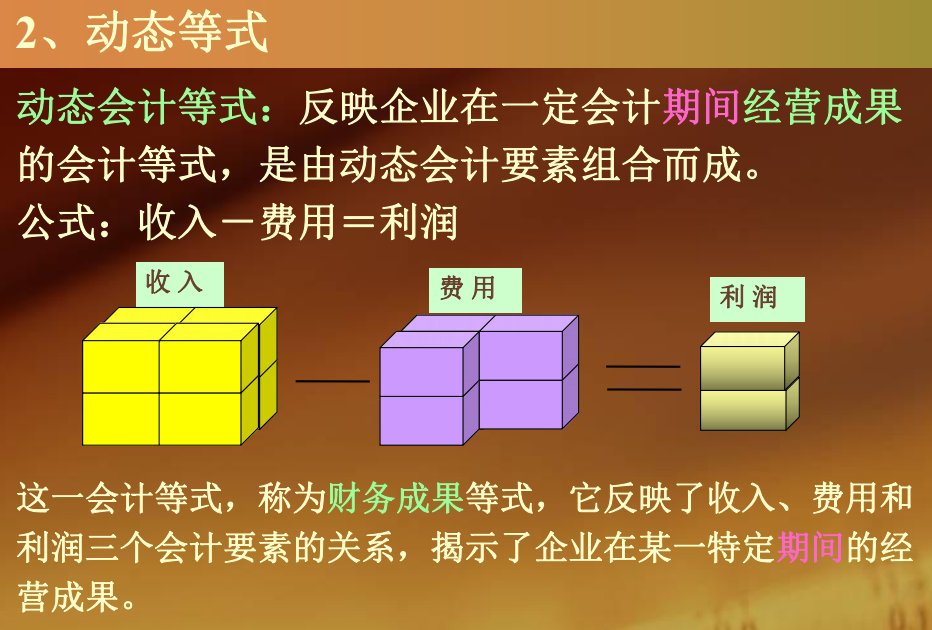 2、动态等式
动态会计等式：反映企业在一定会计期间经营成果
的会计等式，是由动态会计要素组合而成。
公式：收入－费用＝利润
收入
费用
利润
这一会计等式，称为财务成果等式，它反映了收入、费用和
利润三个会计要素的关系，揭示了企业在某一特定期间的经
营成果。
0.1